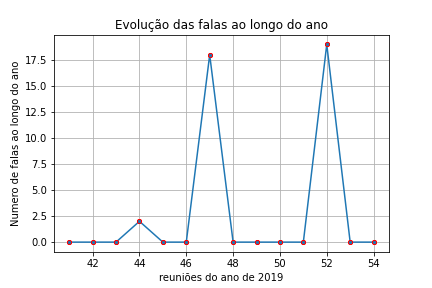 Evolução das falas ao longo do ano
Numero de falas ao longo do ano
17.5
15.0
12.5
10.0
7.5
5.0
2.5
0.0
42 44 46 48 50 52 54
reuniões do ano de 2019